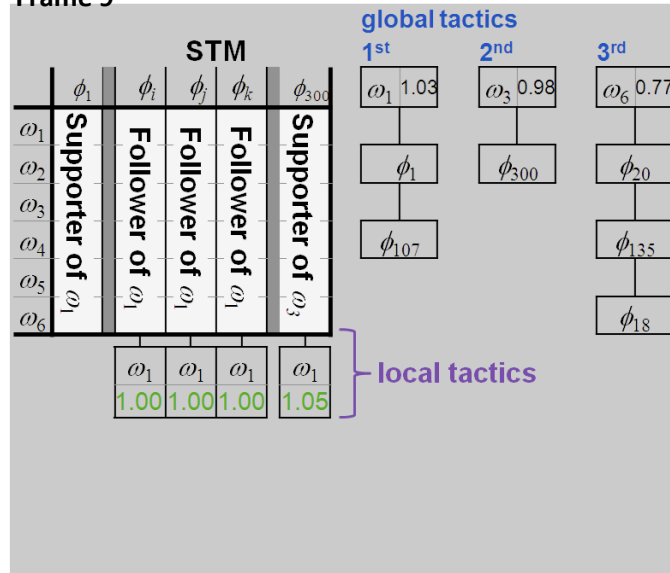 Frame 9
global tactics
STM
1st 2nd 3rd
ϕ1 ϕi ϕj ϕk ϕ300
ω1 1.03 ω3 0.98 ω6 0.77
ω1
ω2
ω3
ω4
ω5
ω6
Supporter of ω1
Follower of ω1
Follower of ω1
Follower of ω1
Supporter of ω3
ϕ1 ϕ300 ϕ20
ϕ107 ϕ135
ϕ18
ω1 ω1 ω1 ω1
1.00 1.00 1.00 1.05
local tactics